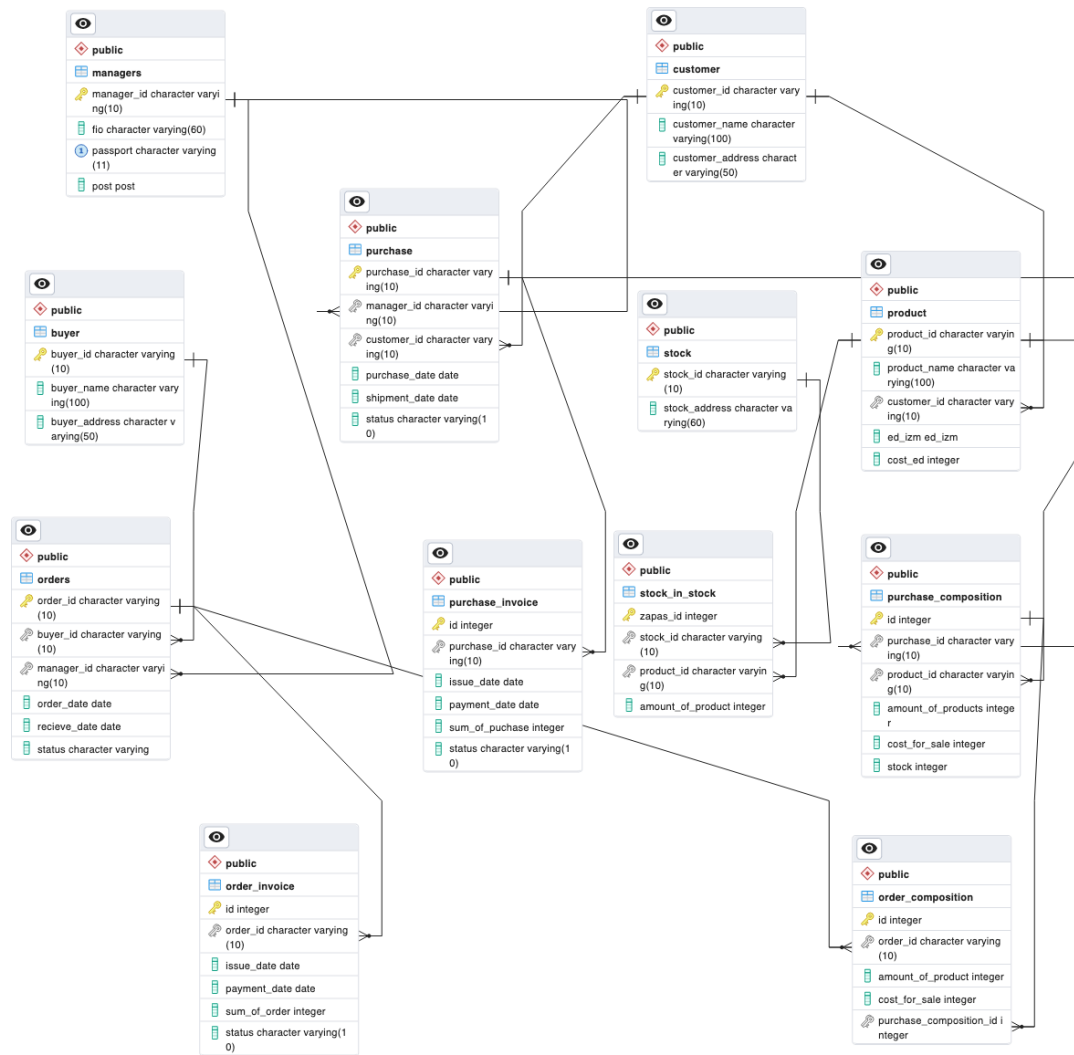 public
managers
manager_id character varyi
ng(10)
fio character varying(60)
1
passport character varying
(11)
post post
public
customer
customer_id character vary
ing(10)
customer_name character
varying(100)
customer_address charact
er varying(50)
public
purchase
purchase_id character vary
ing(10)
manager_id character varyi
ng(10)
customer_id character vary
ing(10)
purchase_date date
shipment_date date
status character varying(1
0)
public
buyer
buyer_id character varying
(10)
buyer_name character var
ying(100)
buyer_address character v
arying(50)
public
stock
stock_id character varying
(10)
stock_address character va
rying(60)
public
product
product_id character varyin
g(10)
product_name character va
rying(100)
customer_id character vary
ing(10)
ed_izm ed_izm
cost_ed integer
public
orders
order_id character varying
(10)
buyer_id character varying
(10)
manager_id character varyi
ng(10)
order_date date
recieve_date date
status character varying
public
purchase_invoice
id integer
purchase_id character vary
ing(10)
issue_date date
payment_date date
sum_of_puchase integer
status character varying(1
0)
public
stock_in_stock
zapas_id integer
stock_id character varying
(10)
product_id character varyin
g(10)
amount_of_product integer
public
purchase_composition
id integer
purchase_id character vary
ing(10)
product_id character varyin
g(10)
amount_of_products intege
r
cost_for_sale integer
stock integer
public
order_invoice
id integer
order_id character varying
(10)
issue_date date
payment_date date
sum_of_order integer
status character varying(1
0)
public
order_composition
id integer
order_id character varying
(10)
amount_of_product integer
cost_for_sale integer
purchase_composition_id i
nteger